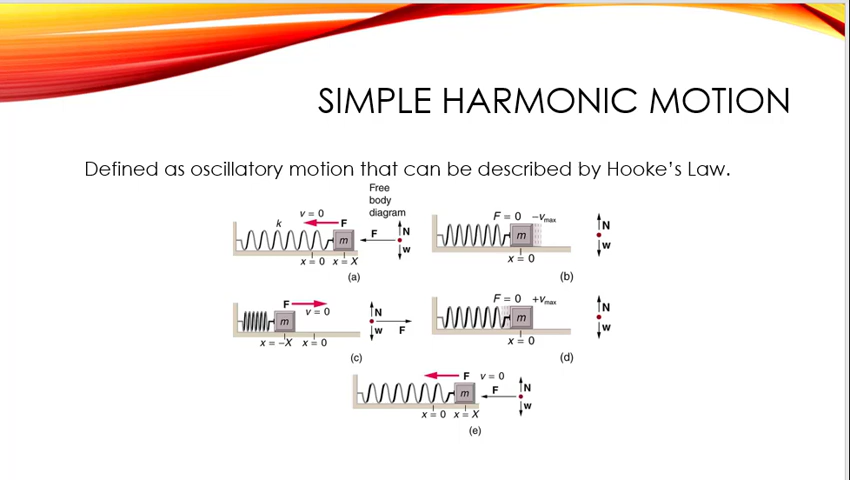 SIMPLE HARMONIC MOTION
Defined as oscillatory motion that can be described by Hooke's Law.
Free
body
diagram
v = 0
k
F
m
F
N
w
x = 0 x = X
(a)
F = 0 −vmax
m
x = 0
N
w
(b)
F
v = 0
m
x = −X x = 0
N
w
F
(c)
F = 0 +vmax
m
x = 0
N
w
(d)
F v = 0
m
F
N
w
x = 0 x = X
(e)